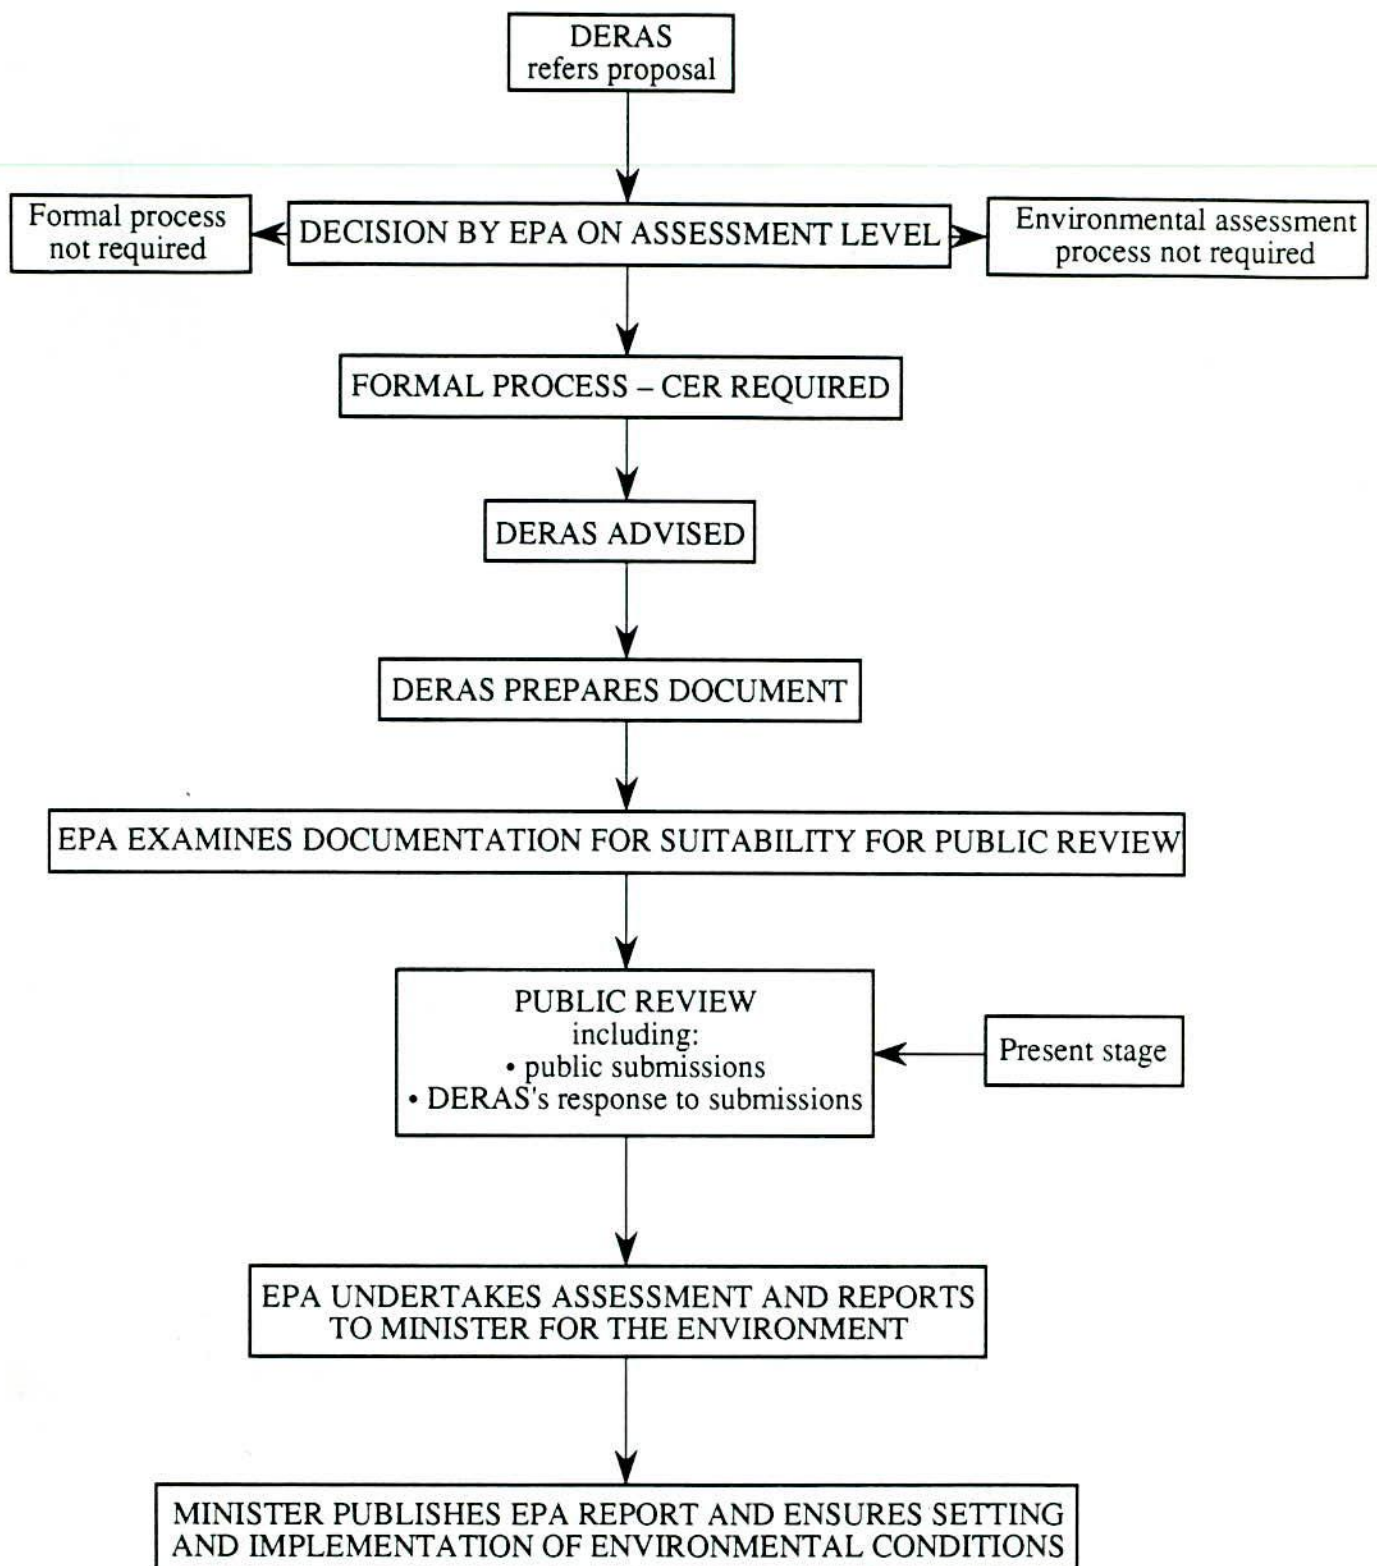 DERAS
refers proposal
Formal process
not required
DECISION BY EPA ON ASSESSMENT LEVEL
Environmental assessment
process not required
FORMAL PROCESS – CER REQUIRED
DERAS ADVISED
DERAS PREPARES DOCUMENT
EPA EXAMINES DOCUMENTATION FOR SUITABILITY FOR PUBLIC REVIEW
PUBLIC REVIEW
including:
• public submissions
• DERAS's response to submissions
Present stage
EPA UNDERTAKES ASSESSMENT AND REPORTS
TO MINISTER FOR THE ENVIRONMENT
MINISTER PUBLISHES EPA REPORT AND ENSURES SETTING
AND IMPLEMENTATION OF ENVIRONMENTAL CONDITIONS